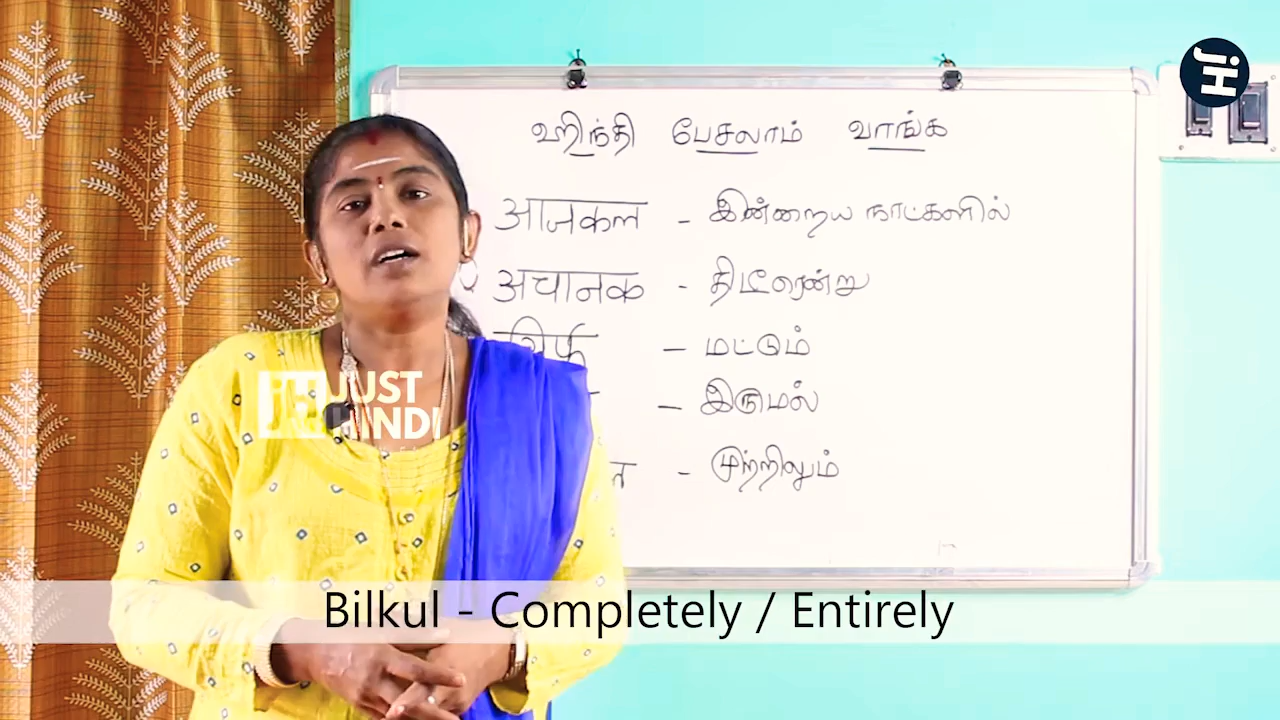 ஹிந்தி பேசலாம் வாங்க
आजकल - இன்றைய நாட்களில்
अचानक - திடீரென்று
सिर्फ - மட்டும்
- இருமல்
- முற்றிலும்
JUST
HINDI
Bilkul - Completely / Entirely